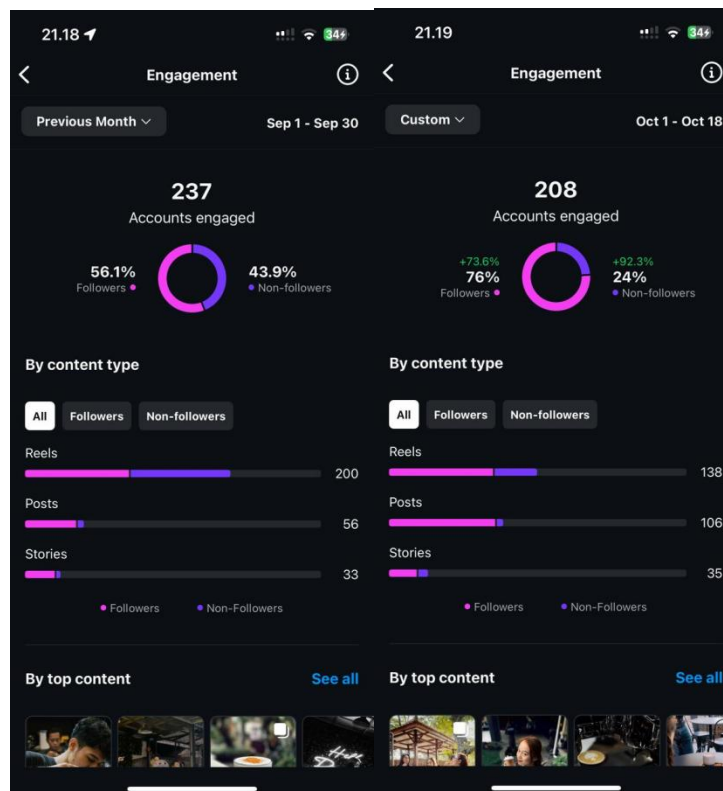 21.18
34
Engagement
Previous Month
Sep 1 - Sep 30
237
Accounts engaged
56.1%
Followers
43.9%
Non-followers
By content type
All Followers Non-followers
Reels
200
Posts
56
Stories
33
Followers Non-Followers
By top content See all
21.19
34
Engagement
Custom
Oct 1 - Oct 18
208
Accounts engaged
+73.6%
76%
Followers
+92.3%
24%
Non-followers
By content type
All Followers Non-followers
Reels
138
Posts
106
Stories
35
Followers Non-Followers
By top content See all